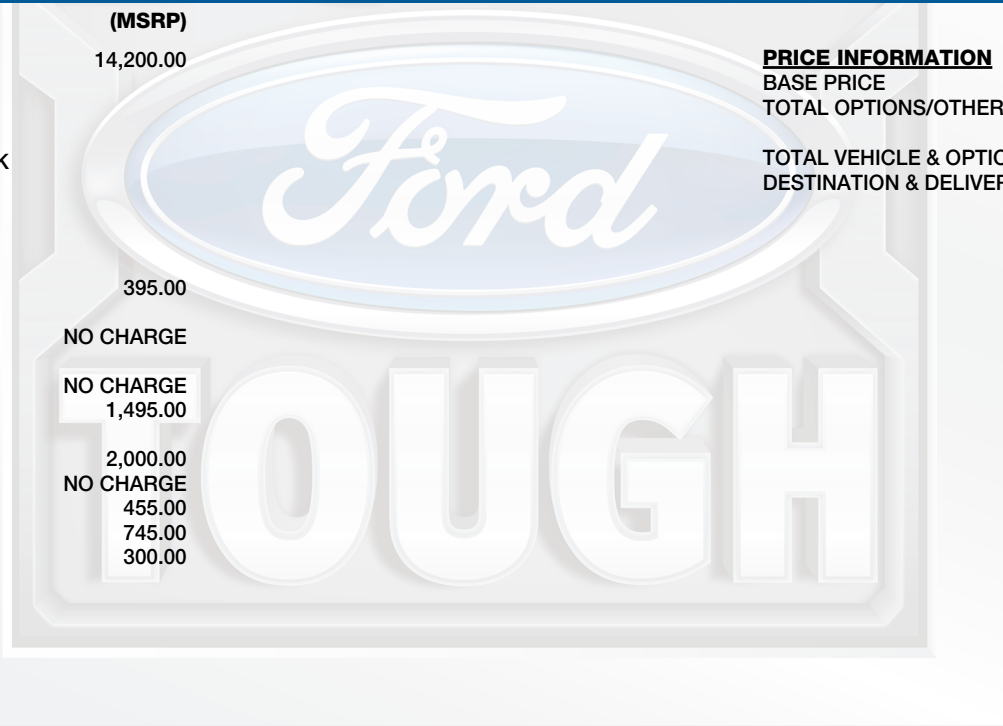 (MSRP)
14,200.00
K
395.00
NO CHARGE
NO CHARGE
1,495.00
2,000.00
NO CHARGE
455.00
745.00
300.00
PRICE INFORMATION
BASE PRICE
TOTAL OPTIONS/OTHER
TOTAL VEHICLE & OPTIO
DESTINATION & DELIVER
Ford
TOUGH